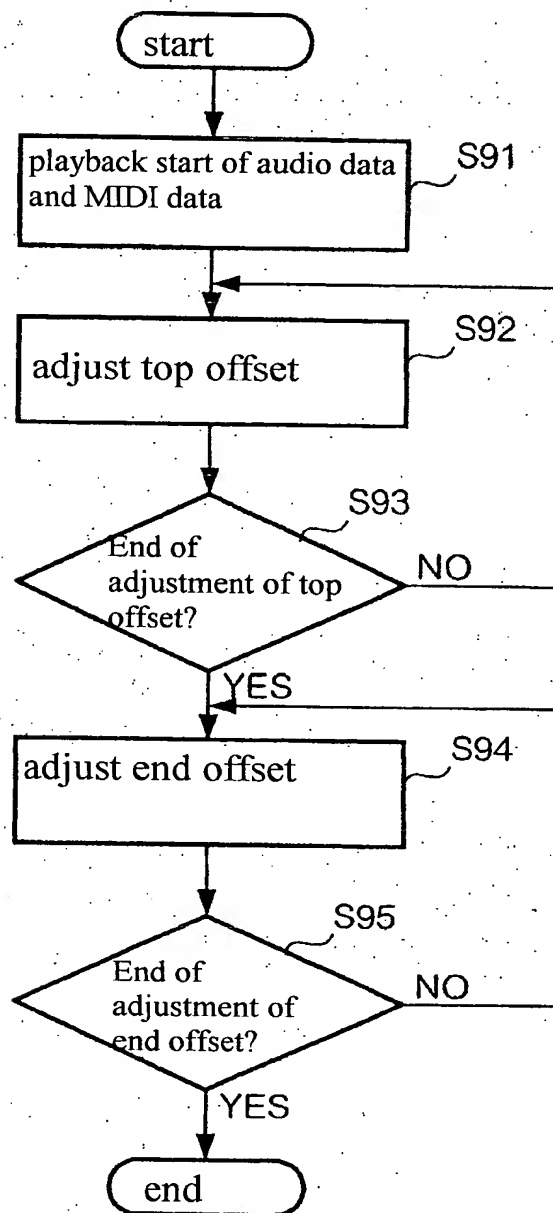 start
playback start of audio data
and MIDI data
S91
adjust top offset
S92
S93
End of
adjustment of top
offset?
NO
YES
adjust end offset
S94
S95
End of
adjustment of
end offset?
NO
YES
end